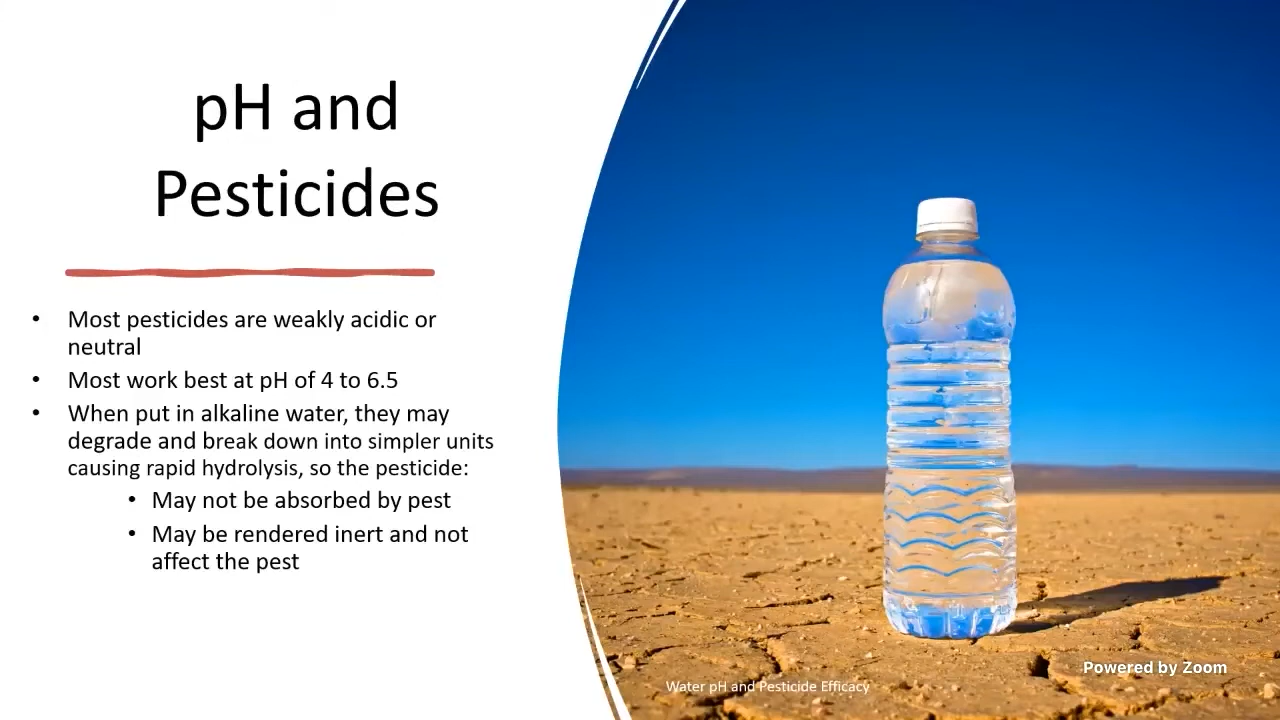 pH and
Pesticides
• Most pesticides are weakly acidic or
neutral
• Most work best at pH of 4 to 6.5
• When put in alkaline water, they may
degrade and break down into simpler units
causing rapid hydrolysis, so the pesticide:
• May not be absorbed by pest
• May be rendered inert and not
affect the pest
Powered by Zoom
Water pH and Pesticide Efficacy